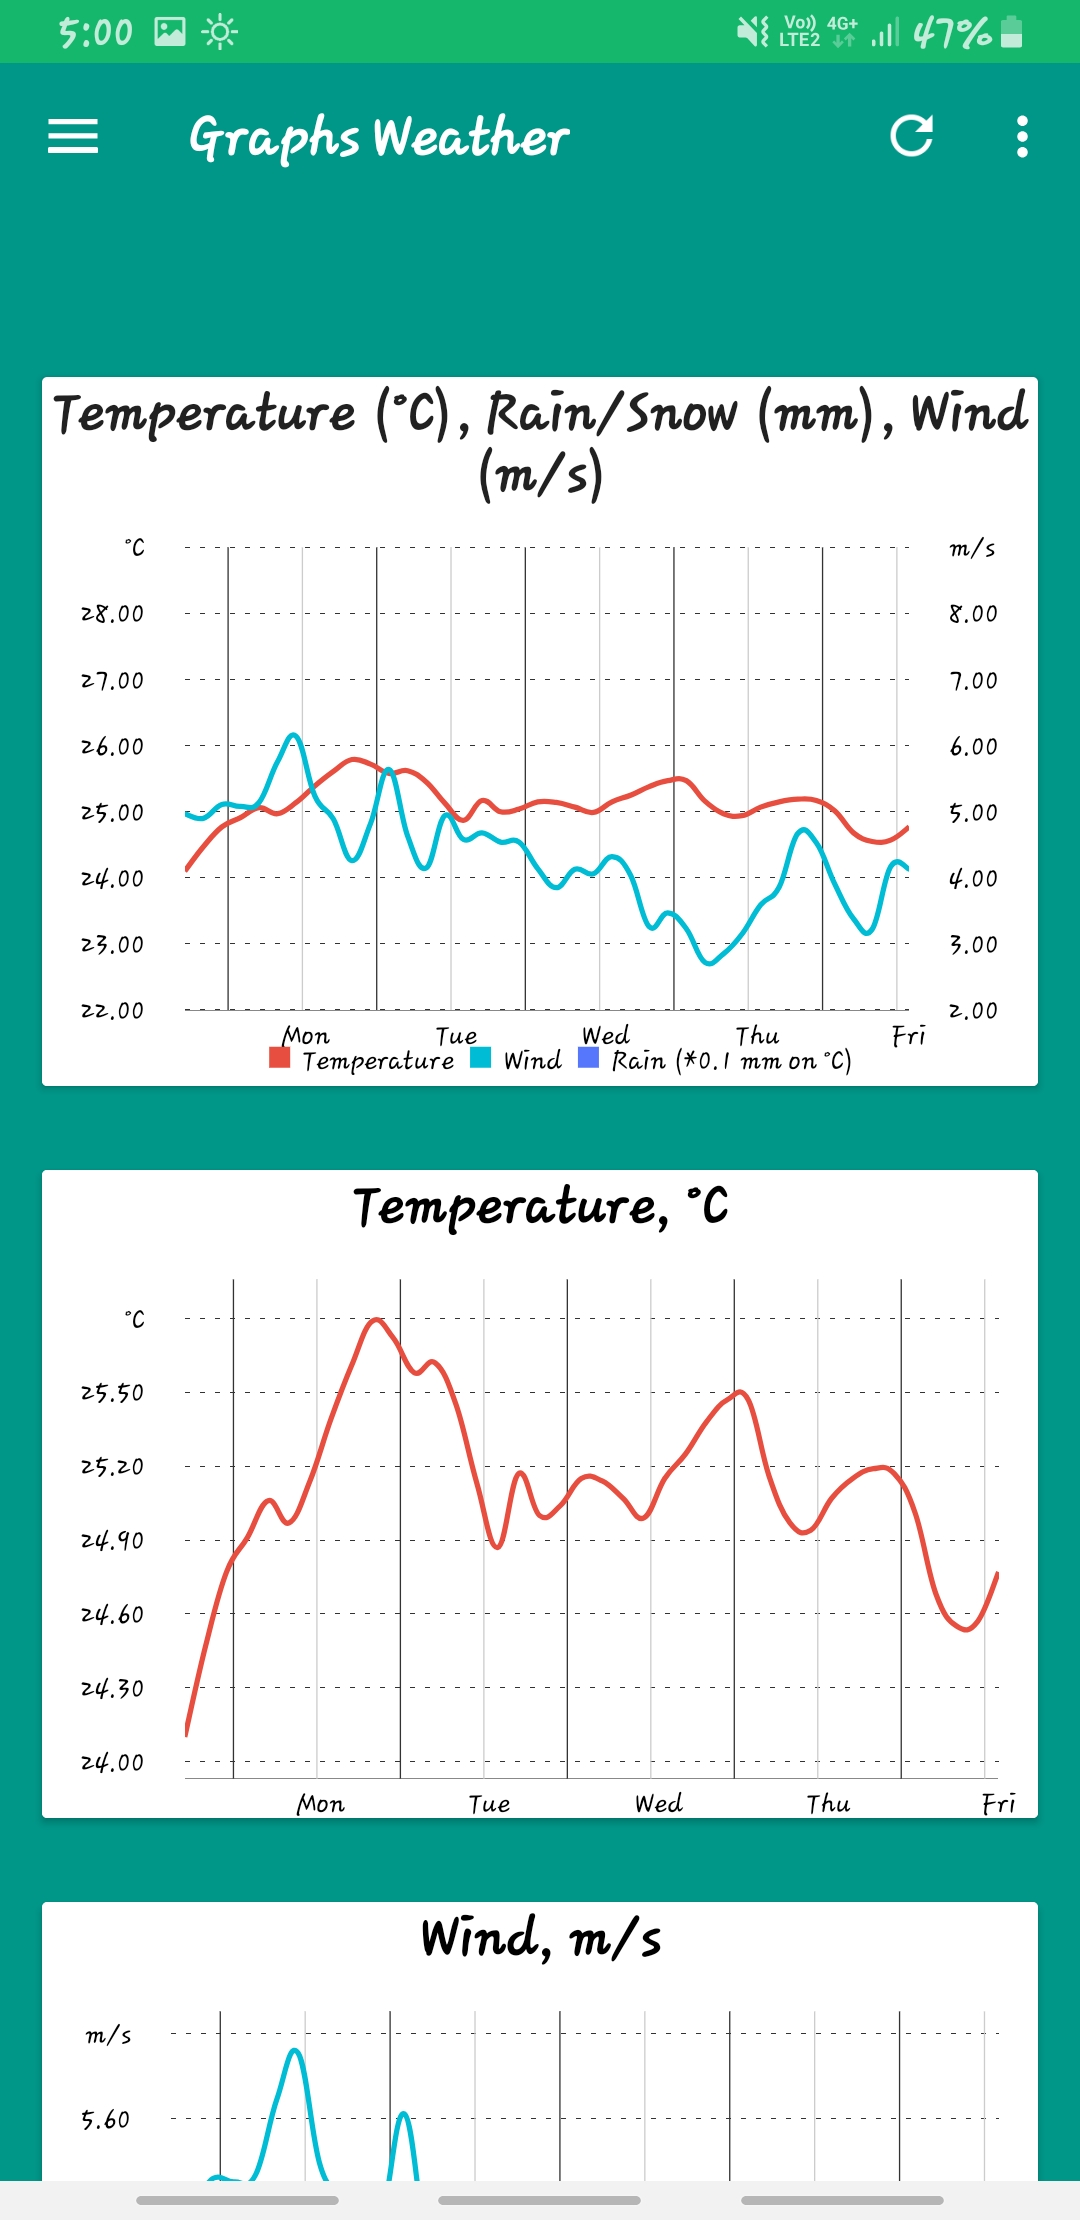 5:00 Vo)) LTE2 4G+ 47%
Graphs Weather
Temperature (°C), Rain/Snow (mm), Wind
(m/s)
°C m/s
28.00 8.00
27.00 7.00
26.00 6.00
25.00 5.00
24.00 4.00
23.00 3.00
22.00 2.00
Mon Tue Wed Thu Fri
Temperature Wind Rain (*0.1 mm on °C)
Temperature, °C
°C
25.50
25.20
24.90
24.60
24.30
24.00
Mon Tue Wed Thu Fri
Wind, m/s
m/s
5.60